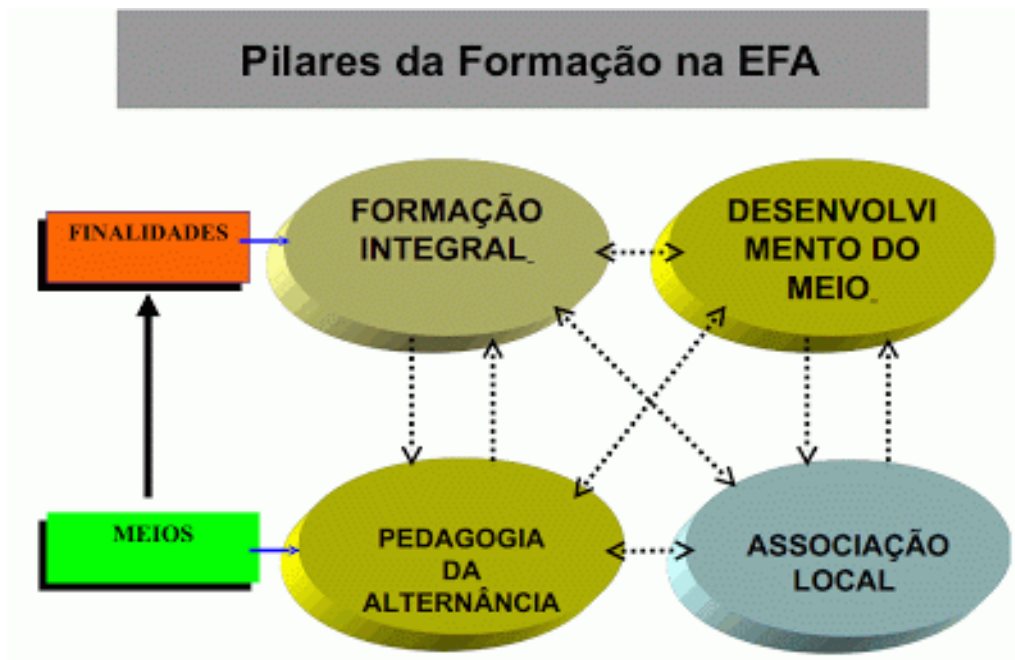 Pilares da Formação na EFA
FINALIDADES
FORMAÇÃO
INTEGRAL
DESENVOLVI
MENTO DO
MEIO
MEIOS
PEDAGOGIA
DA
ALTERNÂNCIA
ASSOCIAÇÃO
LOCAL